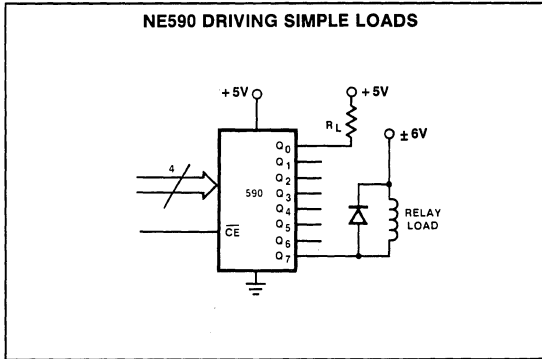 NE590 DRIVING SIMPLE LOADS
+5V
+5V
RL
±6V
4
590
CE
Q0
Q1
Q2
Q3
Q4
Q5
Q6
Q7
RELAY
LOAD